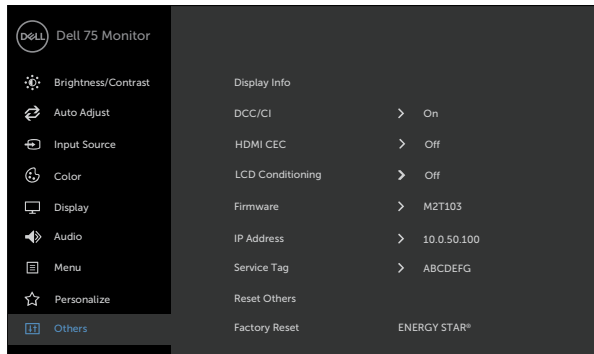 DELL Dell 75 Monitor
Brightness/Contrast Display Info
Auto Adjust DCC/CI > On
Input Source HDMI CEC > Off
Color LCD Conditioning > Off
Display Firmware > M2T103
Audio IP Address > 10.0.50.100
Menu Service Tag > ABCDEFG
Personalize Reset Others
Others Factory Reset ENERGY STAR®